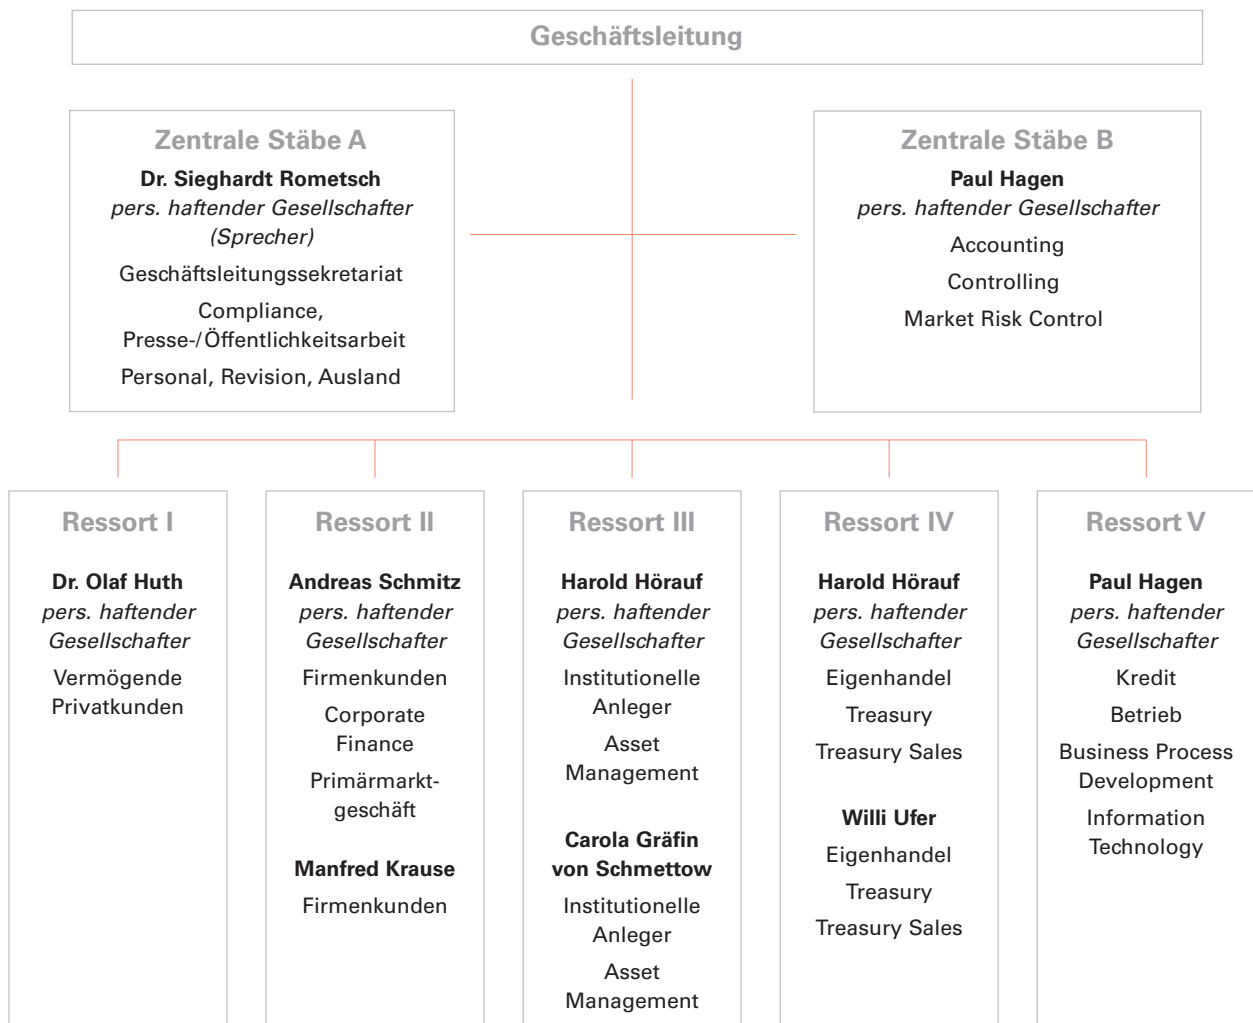 Geschäftsleitung
Zentrale Stäbe A
Dr. Sieghardt Rometsch
pers. haftender Gesellschafter
(Sprecher)
Geschäftsleitungssekretariat
Compliance,
Presse-/Öffentlichkeitsarbeit
Personal, Revision, Ausland
Zentrale Stäbe B
Paul Hagen
pers. haftender Gesellschafter
Accounting
Controlling
Market Risk Control
Ressort I
Dr. Olaf Huth
pers. haftender
Gesellschafter
Vermögende
Privatkunden
Ressort II
Andreas Schmitz
pers. haftender
Gesellschafter
Firmenkunden
Corporate
Finance
Primärmarkt-
geschäft
Manfred Krause
Firmenkunden
Ressort III
Harold Hörauf
pers. haftender
Gesellschafter
Institutionelle
Anleger
Asset
Management
Carola Gräfin
von Schmettow
Institutionelle
Anleger
Asset
Management
Ressort IV
Harold Hörauf
pers. haftender
Gesellschafter
Eigenhandel
Treasury
Treasury Sales
Willi Ufer
Eigenhandel
Treasury
Treasury Sales
Ressort V
Paul Hagen
pers. haftender
Gesellschafter
Kredit
Betrieb
Business Process
Development
Information
Technology